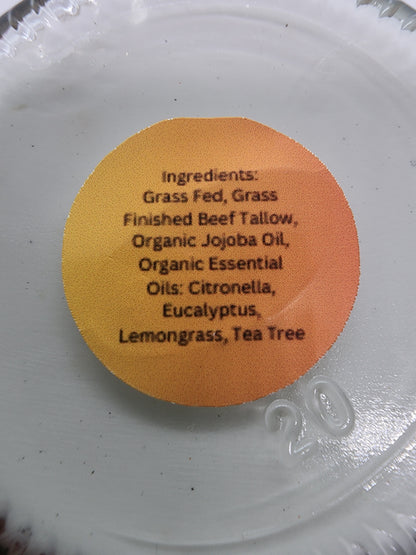 Ingredients:
Grass Fed, Grass
Finished Beef Tallow,
Organic Jojoba Oil,
Organic Essential
Oils: Citronella,
Eucalyptus,
Lemongrass, Tea Tree
20